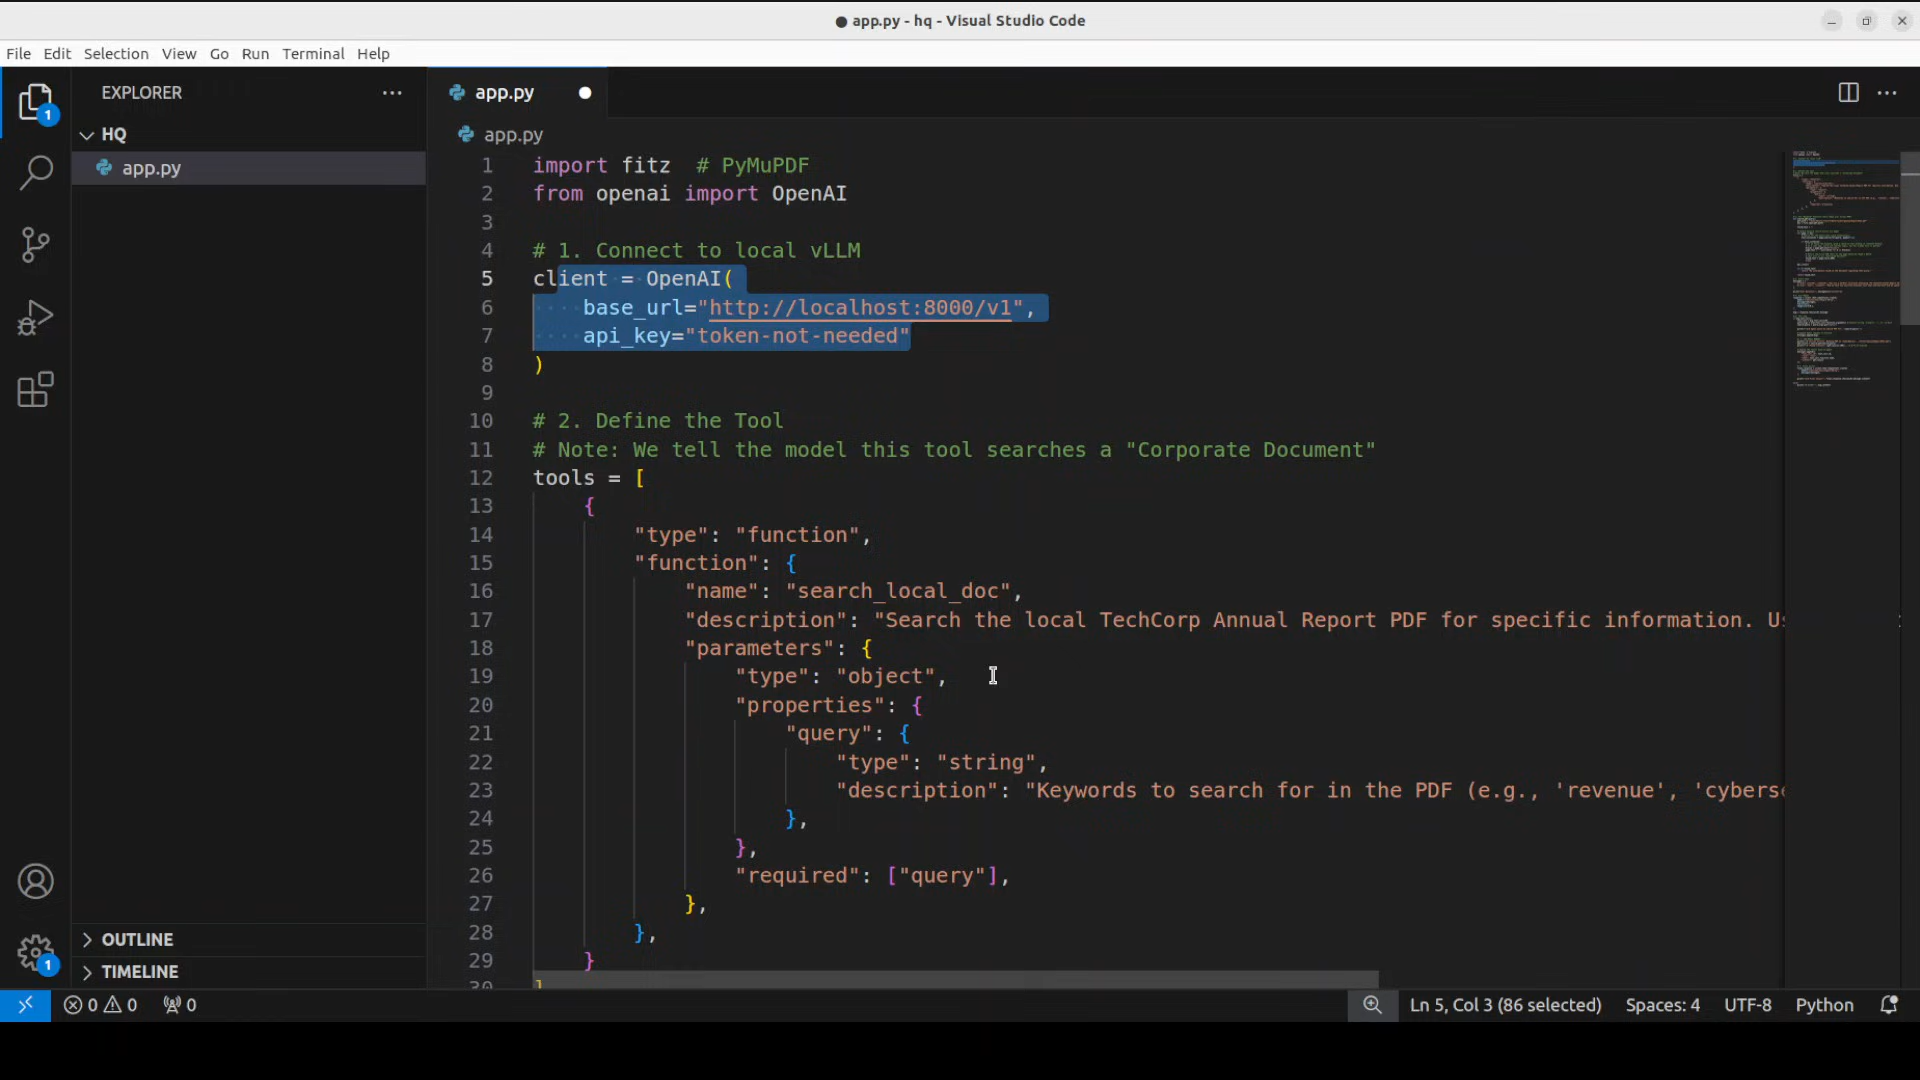 app.py - hq - Visual Studio Code
File Edit Selection View Go Run Terminal Help
EXPLORER
app.py
1
HQ
app.py
app.py
1 import fitz  # PyMuPDF
2 from openai import OpenAI
3
4 # 1. Connect to local vLLM
5 client = OpenAI(
6     base_url="http://localhost:8000/v1",
7     api_key="token-not-needed"
8 )
9
10 # 2. Define the Tool
11 # Note: We tell the model this tool searches a "Corporate Document"
12 tools = [
13     {
14         "type": "function",
15         "function": {
16             "name": "search_local_doc",
17             "description": "Search the local TechCorp Annual Report PDF for specific information.
18             "parameters": {
19                 "type": "object",
20                 "properties": {
21                     "query": {
22                         "type": "string",
23                         "description": "Keywords to search for in the PDF (e.g., 'revenue',
24                     },
25                 },
26                 "required": ["query"],
27             },
28         },
29     }
30 ]
OUTLINE
TIMELINE
1
0 0 0
Ln 5, Col 3 (86 selected) Spaces: 4 UTF-8 Python